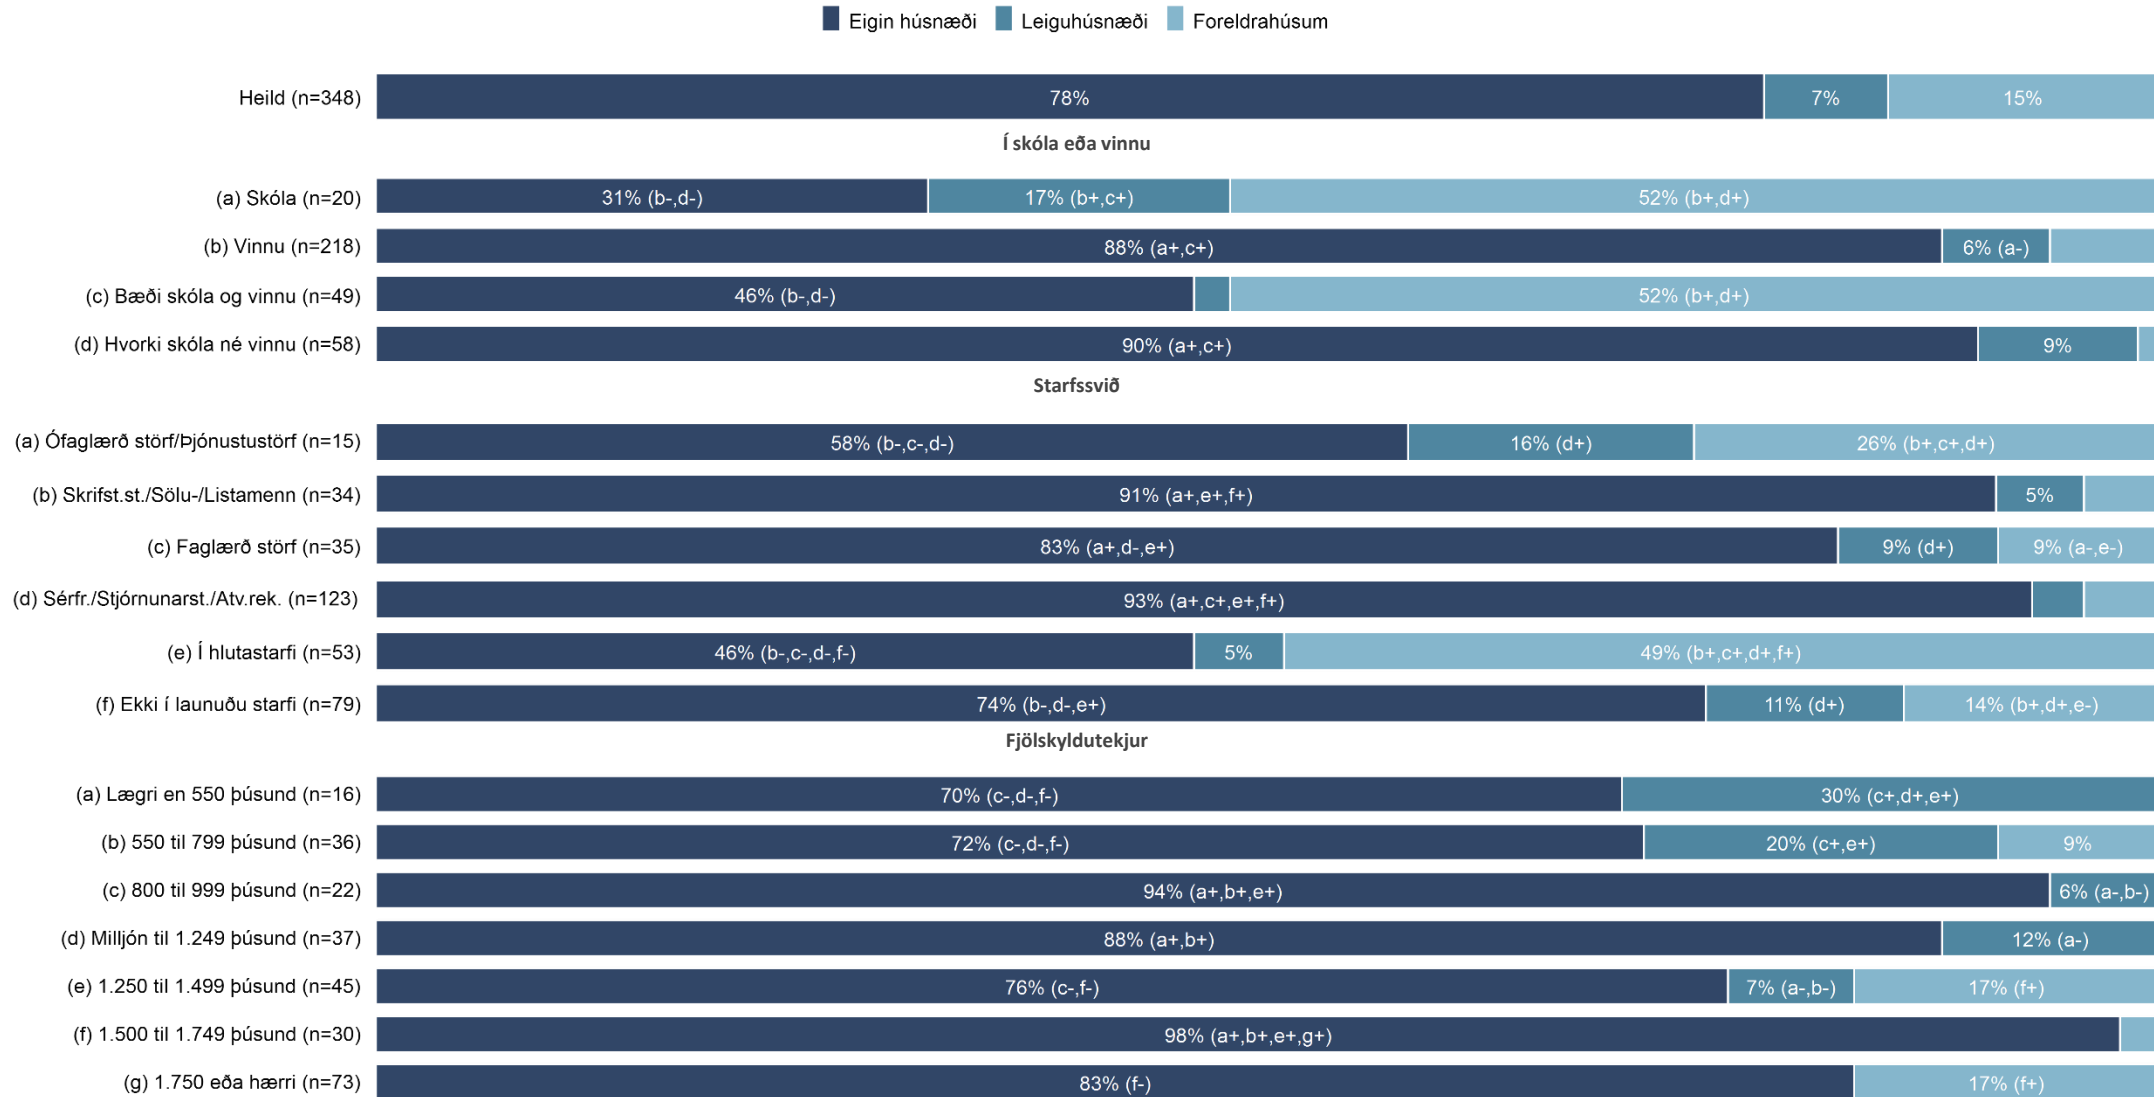 Eigin húsnæði Leiguhúsnæði Foreldrahúsum
Heild (n=348) 78% 7% 15%
Í skóla eða vinnu
(a) Skóla (n=20) 31% (b-,d-) 17% (b+,c+) 52% (b+,d+)
(b) Vinnu (n=218) 88% (a+,c+) 6% (a-)
(c) Bæði skóla og vinnu (n=49) 46% (b-,d-) 52% (b+,d+)
(d) Hvorki skóla né vinnu (n=58) 90% (a+,c+) 9%
Starfssvið
(a) Ófaglærð störf/Þjónustustörf (n=15) 58% (b-,c-,d-) 16% (d+) 26% (b+,c+,d+)
(b) Skrifst.st./Sölu-/Listamenn (n=34) 91% (a+,e+,f+) 5%
(c) Faglærð störf (n=35) 83% (a+,d-,e+) 9% (d+) 9% (a-,e-)
(d) Sérfr./Stjórnunarst./Atv.rek. (n=123) 93% (a+,c+,e+,f+)
(e) Í hlutastarfi (n=53) 46% (b-,c-,d-,f-) 5% 49% (b+,c+,d+,f+)
(f) Ekki í launuðu starfi (n=79) 74% (b-,d-,e+) 11% (d+) 14% (b+,d+,e-)
Fjölskyldutekjur
(a) Lægri en 550 þúsund (n=16) 70% (c-,d-,f-) 30% (c+,d+,e+)
(b) 550 til 799 þúsund (n=36) 72% (c-,d-,f-) 20% (c+,e+) 9%
(c) 800 til 999 þúsund (n=22) 94% (a+,b+,e+) 6% (a-,b-)
(d) Milljón til 1.249 þúsund (n=37) 88% (a+,b+) 12% (a-)
(e) 1.250 til 1.499 þúsund (n=45) 76% (c-,f-) 7% (a-,b-) 17% (f+)
(f) 1.500 til 1.749 þúsund (n=30) 98% (a+,b+,e+,g+)
(g) 1.750 eða hærri (n=73) 83% (f-) 17% (f+)